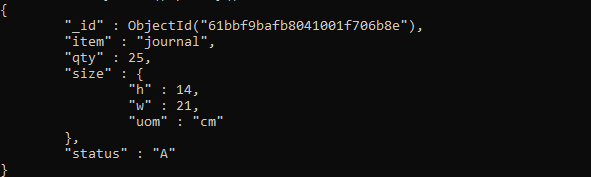 {
        "_id" : ObjectId("61bbf9bafb8041001f706b8e"),
        "item" : "journal",
        "qty" : 25,
        "size" : {
                "h" : 14,
                "w" : 21,
                "uom" : "cm"
        },
        "status" : "A"
}